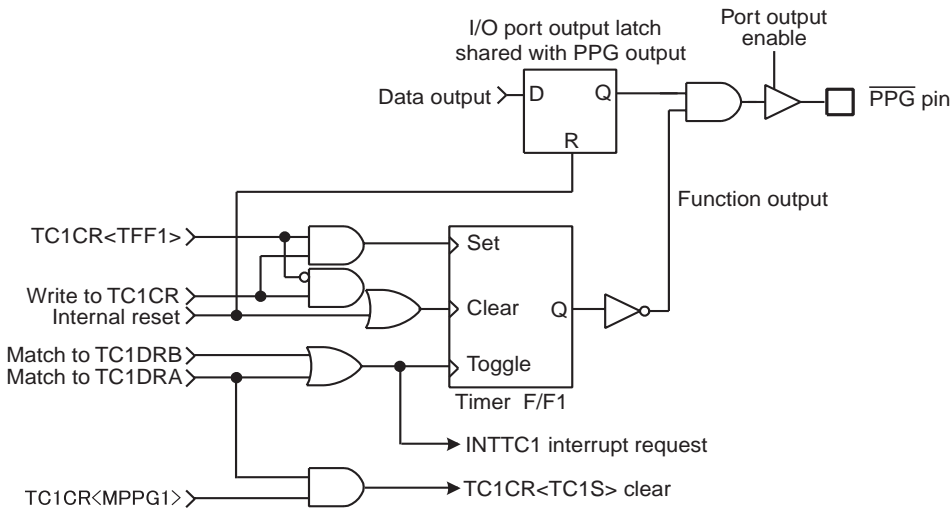 I/O port output latch
shared with PPG output
Port output
enable
Data output
D
Q
R
PPG pin
Function output
TC1CR<TFF1>
Set
Write to TC1CR
Internal reset
Clear
Q
Match to TC1DRB
Match to TC1DRA
Toggle
Timer F/F1
INTTC1 interrupt request
TC1CR<MPPG1>
TC1CR<TC1S> clear